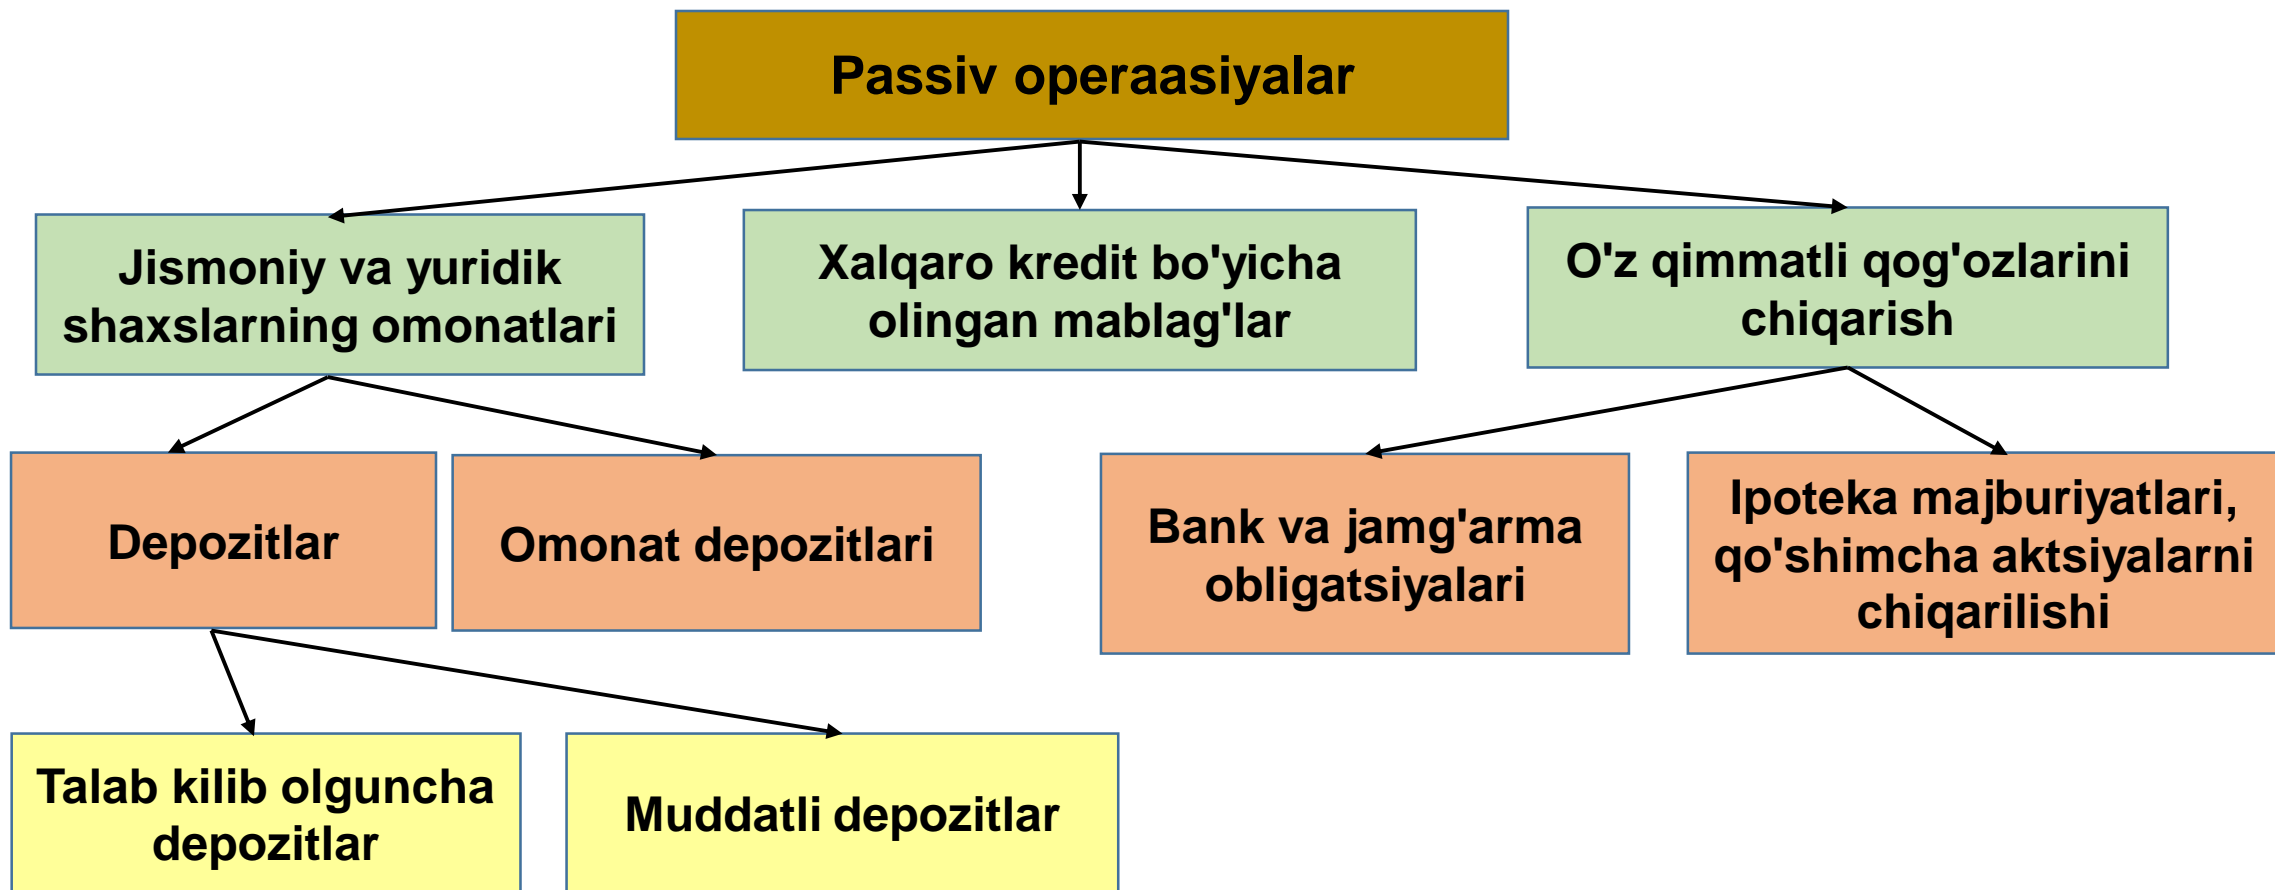 Passiv operaasiyalar
Jismoniy va yuridik
shaxslarning omonatlari
Xalqaro kredit bo'yicha
olingan mablag'lar
O'z qimmatli qog'ozlarini
chiqarish
Depozitlar
Omonat depozitlari
Bank va jamg'arma
obligatsiyalari
Ipoteka majburiyatlari,
qo'shimcha aktsiyalarni
chiqarilishi
Talab kilib olguncha
depozitlar
Muddatli depozitlar